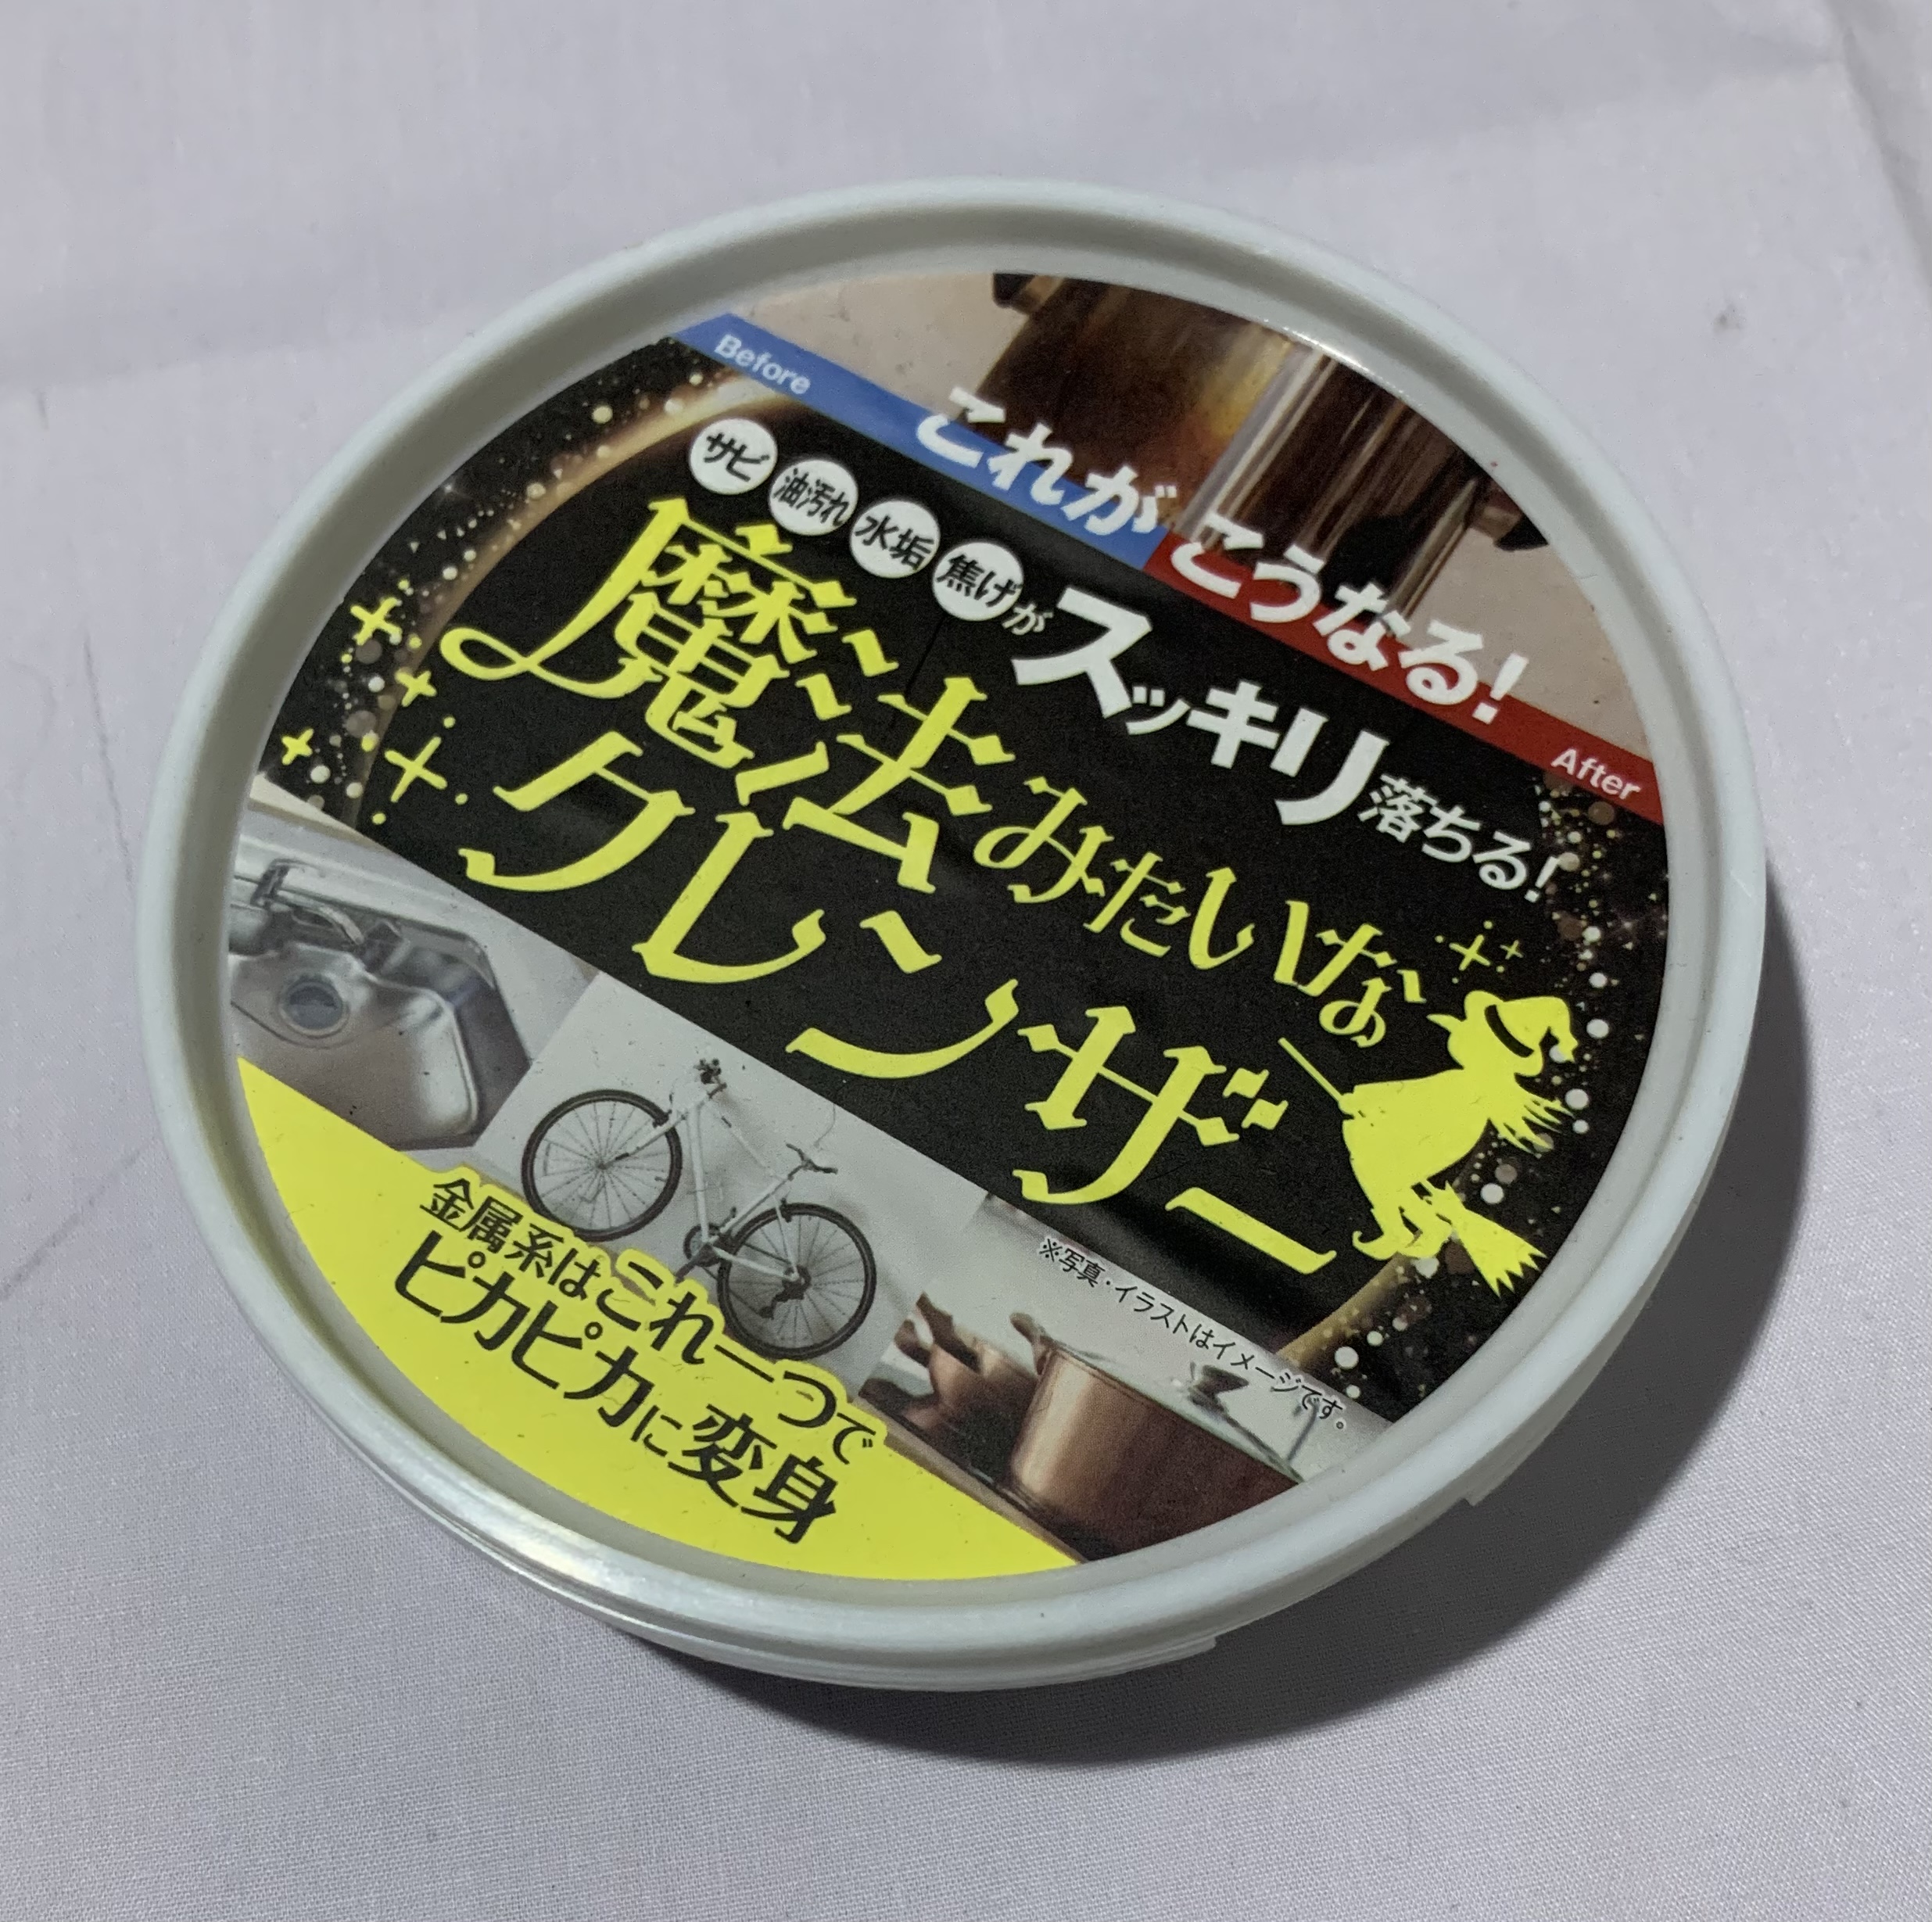 Before
これが こうなる!
After
サビ 油汚れ 水垢 焦げがスッキリ落ちる!
魔法みたいな
クレンザー
※写真・イラストはイメージです。
金属系はこれ一つで
ピカピカに変身